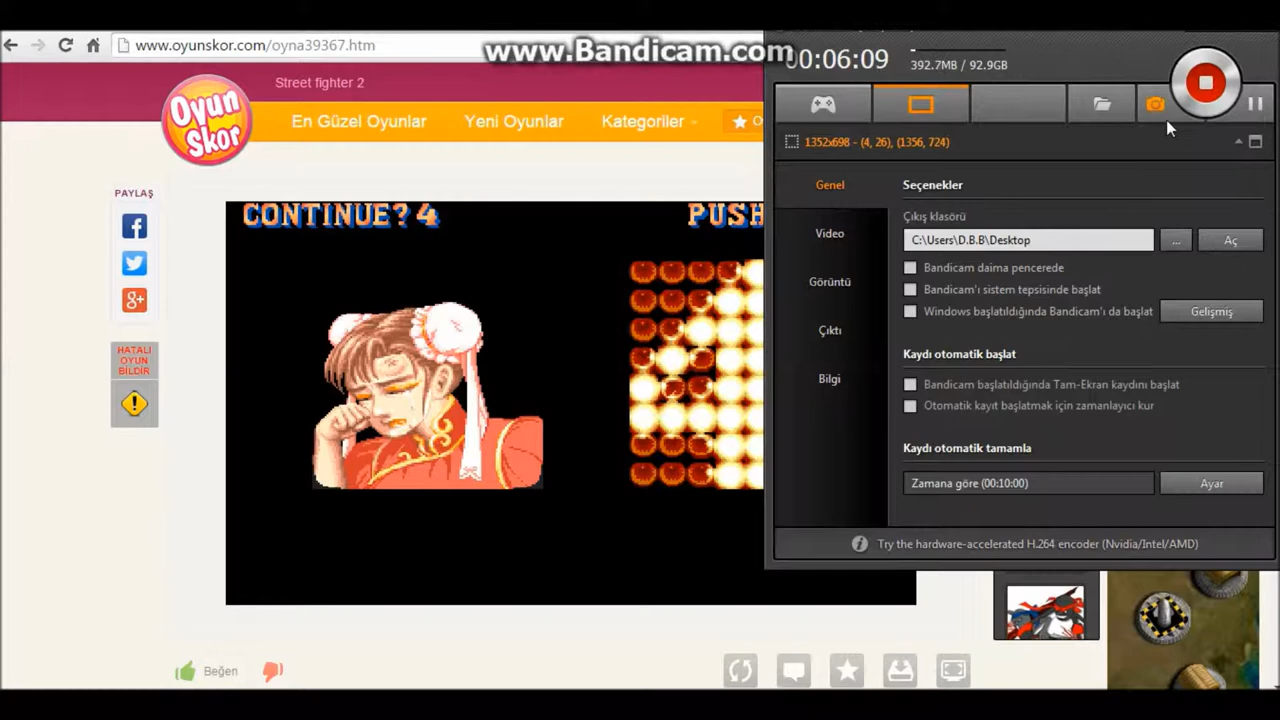 www.oyunskor.com/oyna39367.htm
www.Bandicam.com
00:06:09
392.7MB / 92.9GB
Street fighter 2
Oyun
Skor
En Güzel Oyunlar
Yeni Oyunlar
Kategoriler
O
1352x698 - (4, 26), (1356, 724)
PAYLAŞ
HATALI
OYUN
BİLDİR
CONTINUE? 4
PUSH
Genel
Video
Görüntü
Çıktı
Bilgi
Seçenekler
Çıkış klasörü
C:\Users\D.B.B\Desktop
...
Aç
Bandicam daima pencerede
Bandicam'ı sistem tepsisinde başlat
Windows başlatıldığında Bandicam'ı da başlat
Gelişmiş
Kaydı otomatik başlat
Bandicam başlatıldığında Tam-Ekran kaydını başlat
Otomatik kayıt başlatmak için zamanlayıcı kur
Kaydı otomatik tamamla
Zamana göre (00:10:00)
Ayar
Try the hardware-accelerated H.264 encoder (Nvidia/Intel/AMD)
Beğen